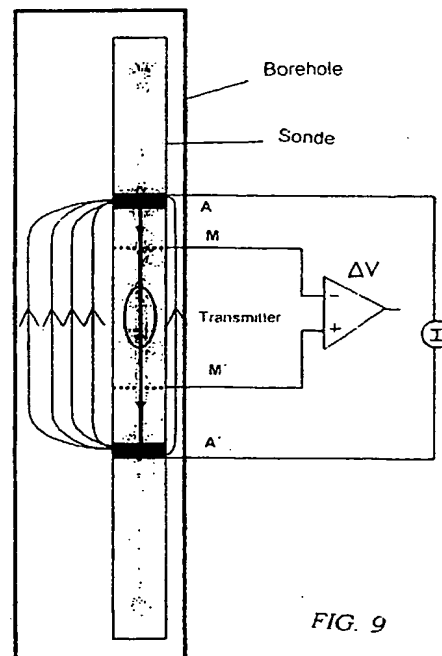 Borehole
Sonde
A
M
ΔV
−
Transmitter
+
I
M´
A´
FIG. 9